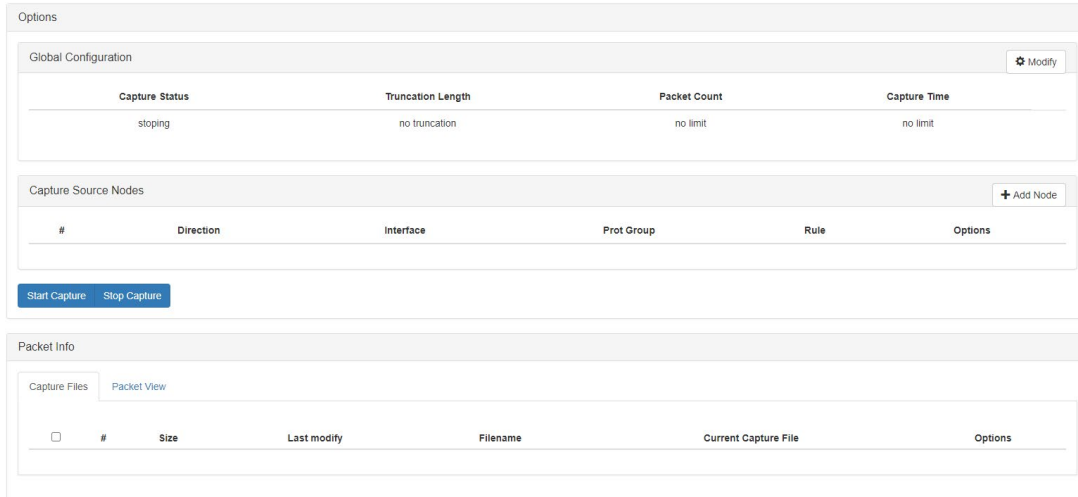 Options
Global Configuration
Modify
Capture Status Truncation Length Packet Count Capture Time
stoping no truncation no limit no limit
Capture Source Nodes
Add Node
# Direction Interface Prot Group Rule Options
Start Capture Stop Capture
Packet Info
Capture Files Packet View
# Size Last modify Filename Current Capture File Options